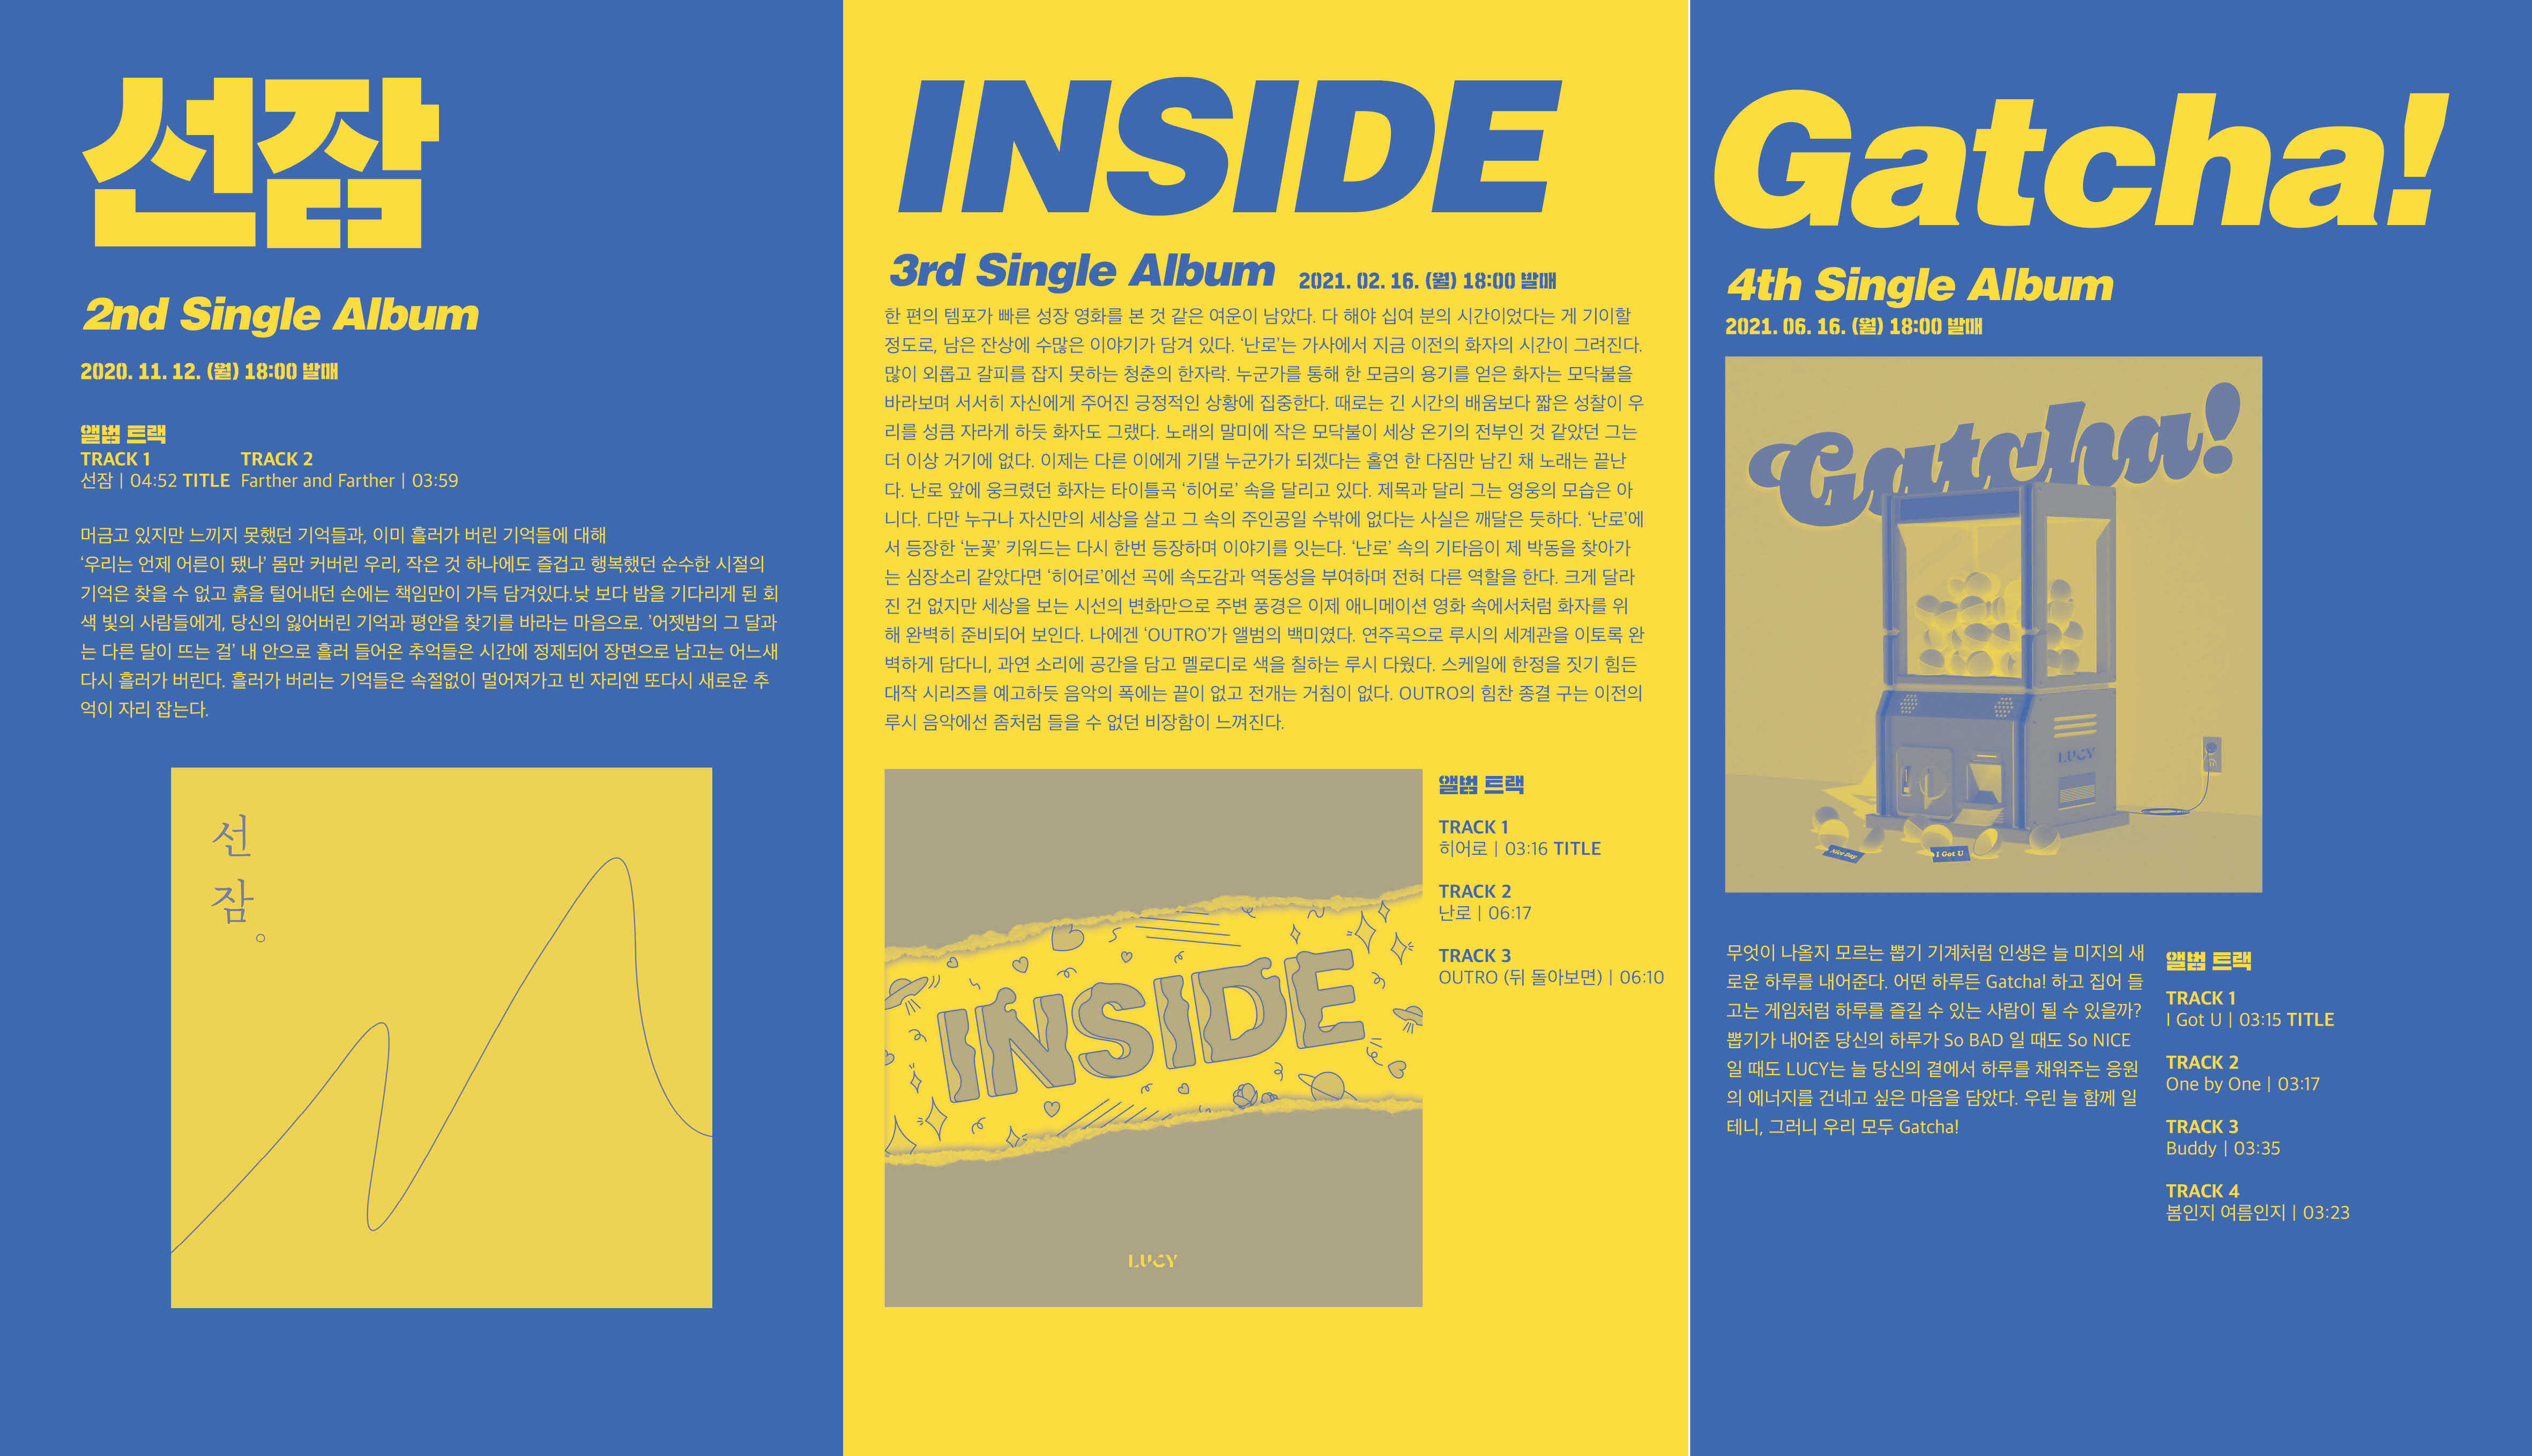 선잠
2nd Single Album
2020. 11. 12. (월) 18:00 발매
앨범 트랙
TRACK 1
선잠 | 04:52 TITLE
TRACK 2
Farther and Farther | 03:59
머금고 있지만 느끼지 못했던 기억들과, 이미 흘러가 버린 기억들에 대해
‘우리는 언제 어른이 됐나’ 몸만 커버린 우리, 작은 것 하나에도 즐겁고 행복했던 순수한 시절의
기억은 찾을 수 없고 흙을 털어내던 손에는 책임만이 가득 담겨있다.낮 보다 밤을 기다리게 된 회
색 빛의 사람들에게, 당신의 잃어버린 기억과 평안을 찾기를 바라는 마음으로. ’어젯밤의 그 달과
는 다른 달이 뜨는 걸’ 내 안으로 흘러 들어온 추억들은 시간에 정제되어 장면으로 남고는 어느새
다시 흘러가 버린다. 흘러가 버리는 기억들은 속절없이 멀어져가고 빈 자리엔 또다시 새로운 추
억이 자리 잡는다.
선
잠
INSIDE
3rd Single Album
2021. 02. 16. (월) 18:00 발매
한 편의 템포가 빠른 성장 영화를 본 것 같은 여운이 남았다. 다 해야 십여 분의 시간이었다는 게 기이할
정도로, 남은 잔상에 수많은 이야기가 담겨 있다. ‘난로’는 가사에서 지금 이전의 화자의 시간이 그려진다.
많이 외롭고 갈피를 잡지 못하는 청춘의 한자락. 누군가를 통해 한 모금의 용기를 얻은 화자는 모닥불을
바라보며 서서히 자신에게 주어진 긍정적인 상황에 집중한다. 때로는 긴 시간의 배움보다 짧은 성찰이 우
리를 성큼 자라게 하듯 화자도 그랬다. 노래의 말미에 작은 모닥불이 세상 온기의 전부인 것 같았던 그는
더 이상 거기에 없다. 이제는 다른 이에게 기댈 누군가가 되겠다는 홀연 한 다짐만 남긴 채 노래는 끝난
다. 난로 앞에 웅크렸던 화자는 타이틀곡 ‘히어로’ 속을 달리고 있다. 제목과 달리 그는 영웅의 모습은 아
니다. 다만 누구나 자신만의 세상을 살고 그 속의 주인공일 수밖에 없다는 사실은 깨달은 듯하다. ‘난로’에
서 등장한 ‘눈꽃’ 키워드는 다시 한번 등장하며 이야기를 잇는다. ‘난로’ 속의 기타음이 제 박동을 찾아가
는 심장소리 같았다면 ‘히어로’에선 곡에 속도감과 역동성을 부여하며 전혀 다른 역할을 한다. 크게 달라
진 건 없지만 세상을 보는 시선의 변화만으로 주변 풍경은 이제 애니메이션 영화 속에서처럼 화자를 위
해 완벽히 준비되어 보인다. 나에겐 ‘OUTRO’가 앨범의 백미였다. 연주곡으로 루시의 세계관을 이토록 완
벽하게 담다니, 과연 소리에 공간을 담고 멜로디로 색을 칠하는 루시 다웠다. 스케일에 한정을 짓기 힘든
대작 시리즈를 예고하듯 음악의 폭에는 끝이 없고 전개는 거침이 없다. OUTRO의 힘찬 종결 구는 이전의
루시 음악에선 좀처럼 들을 수 없던 비장함이 느껴진다.
INSIDE
LUCY
앨범 트랙
TRACK 1
히어로 | 03:16 TITLE
TRACK 2
난로 | 06:17
TRACK 3
OUTRO (뒤 돌아보면) | 06:10
Gatcha!
4th Single Album
2021. 06. 16. (월) 18:00 발매
Gatcha!
LUCY
Nice Day
I Got U
무엇이 나올지 모르는 뽑기 기계처럼 인생은 늘 미지의 새
로운 하루를 내어준다. 어떤 하루든 Gatcha! 하고 집어 들
고는 게임처럼 하루를 즐길 수 있는 사람이 될 수 있을까?
뽑기가 내어준 당신의 하루가 So BAD 일 때도 So NICE
일 때도 LUCY는 늘 당신의 곁에서 하루를 채워주는 응원
의 에너지를 건네고 싶은 마음을 담았다. 우린 늘 함께 일
테니, 그러니 우리 모두 Gatcha!
앨범 트랙
TRACK 1
I Got U | 03:15 TITLE
TRACK 2
One by One | 03:17
TRACK 3
Buddy | 03:35
TRACK 4
봄인지 여름인지 | 03:23